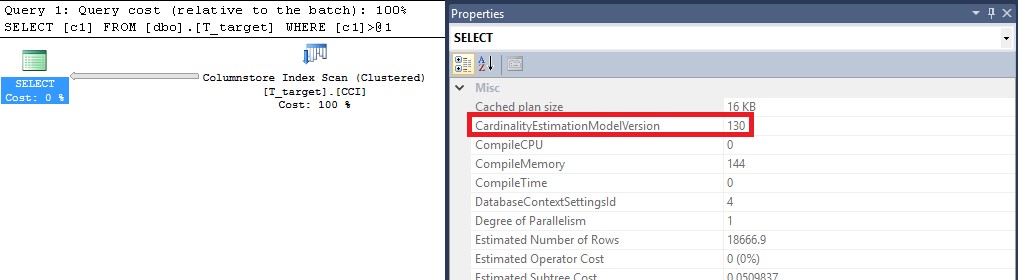 Query 1: Query cost (relative to the batch): 100%
SELECT [c1] FROM [dbo].[T_target] WHERE [c1]>@1
SELECT
Cost: 0 %
Columnstore Index Scan (Clustered)
[T_target].[CCI]
Cost: 100 %
Properties
SELECT
Misc
Cached plan size 16 KB
CardinalityEstimationModelVersion 130
CompileCPU 0
CompileMemory 144
CompileTime 0
DatabaseContextSettingsId 4
Degree of Parallelism 1
Estimated Number of Rows 18666.9
Estimated Operator Cost 0 (0%)
Estimated Subtree Cost 0.0509837